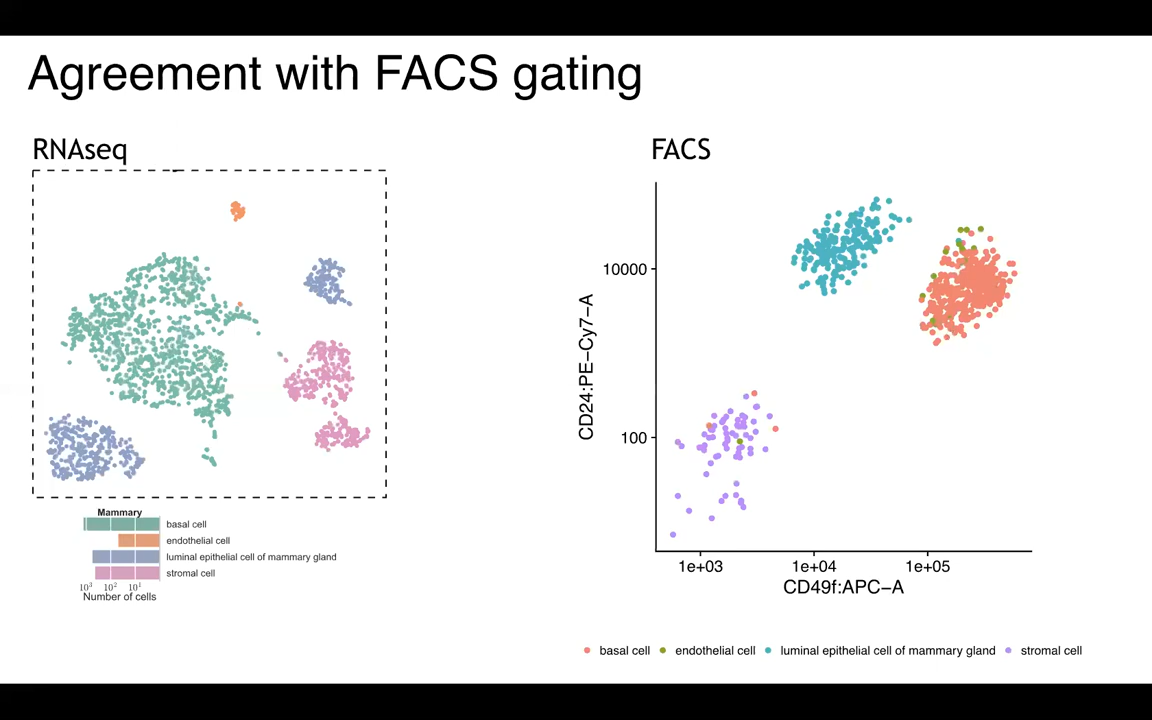 Agreement with FACS gating
RNAseq
Mammary
basal cell
endothelial cell
luminal epithelial cell of mammary gland
stromal cell
10³ 10² 10¹
Number of cells
FACS
10000
100
CD24:PE−Cy7−A
1e+03 1e+04 1e+05
CD49f:APC−A
basal cell endothelial cell luminal epithelial cell of mammary gland stromal cell